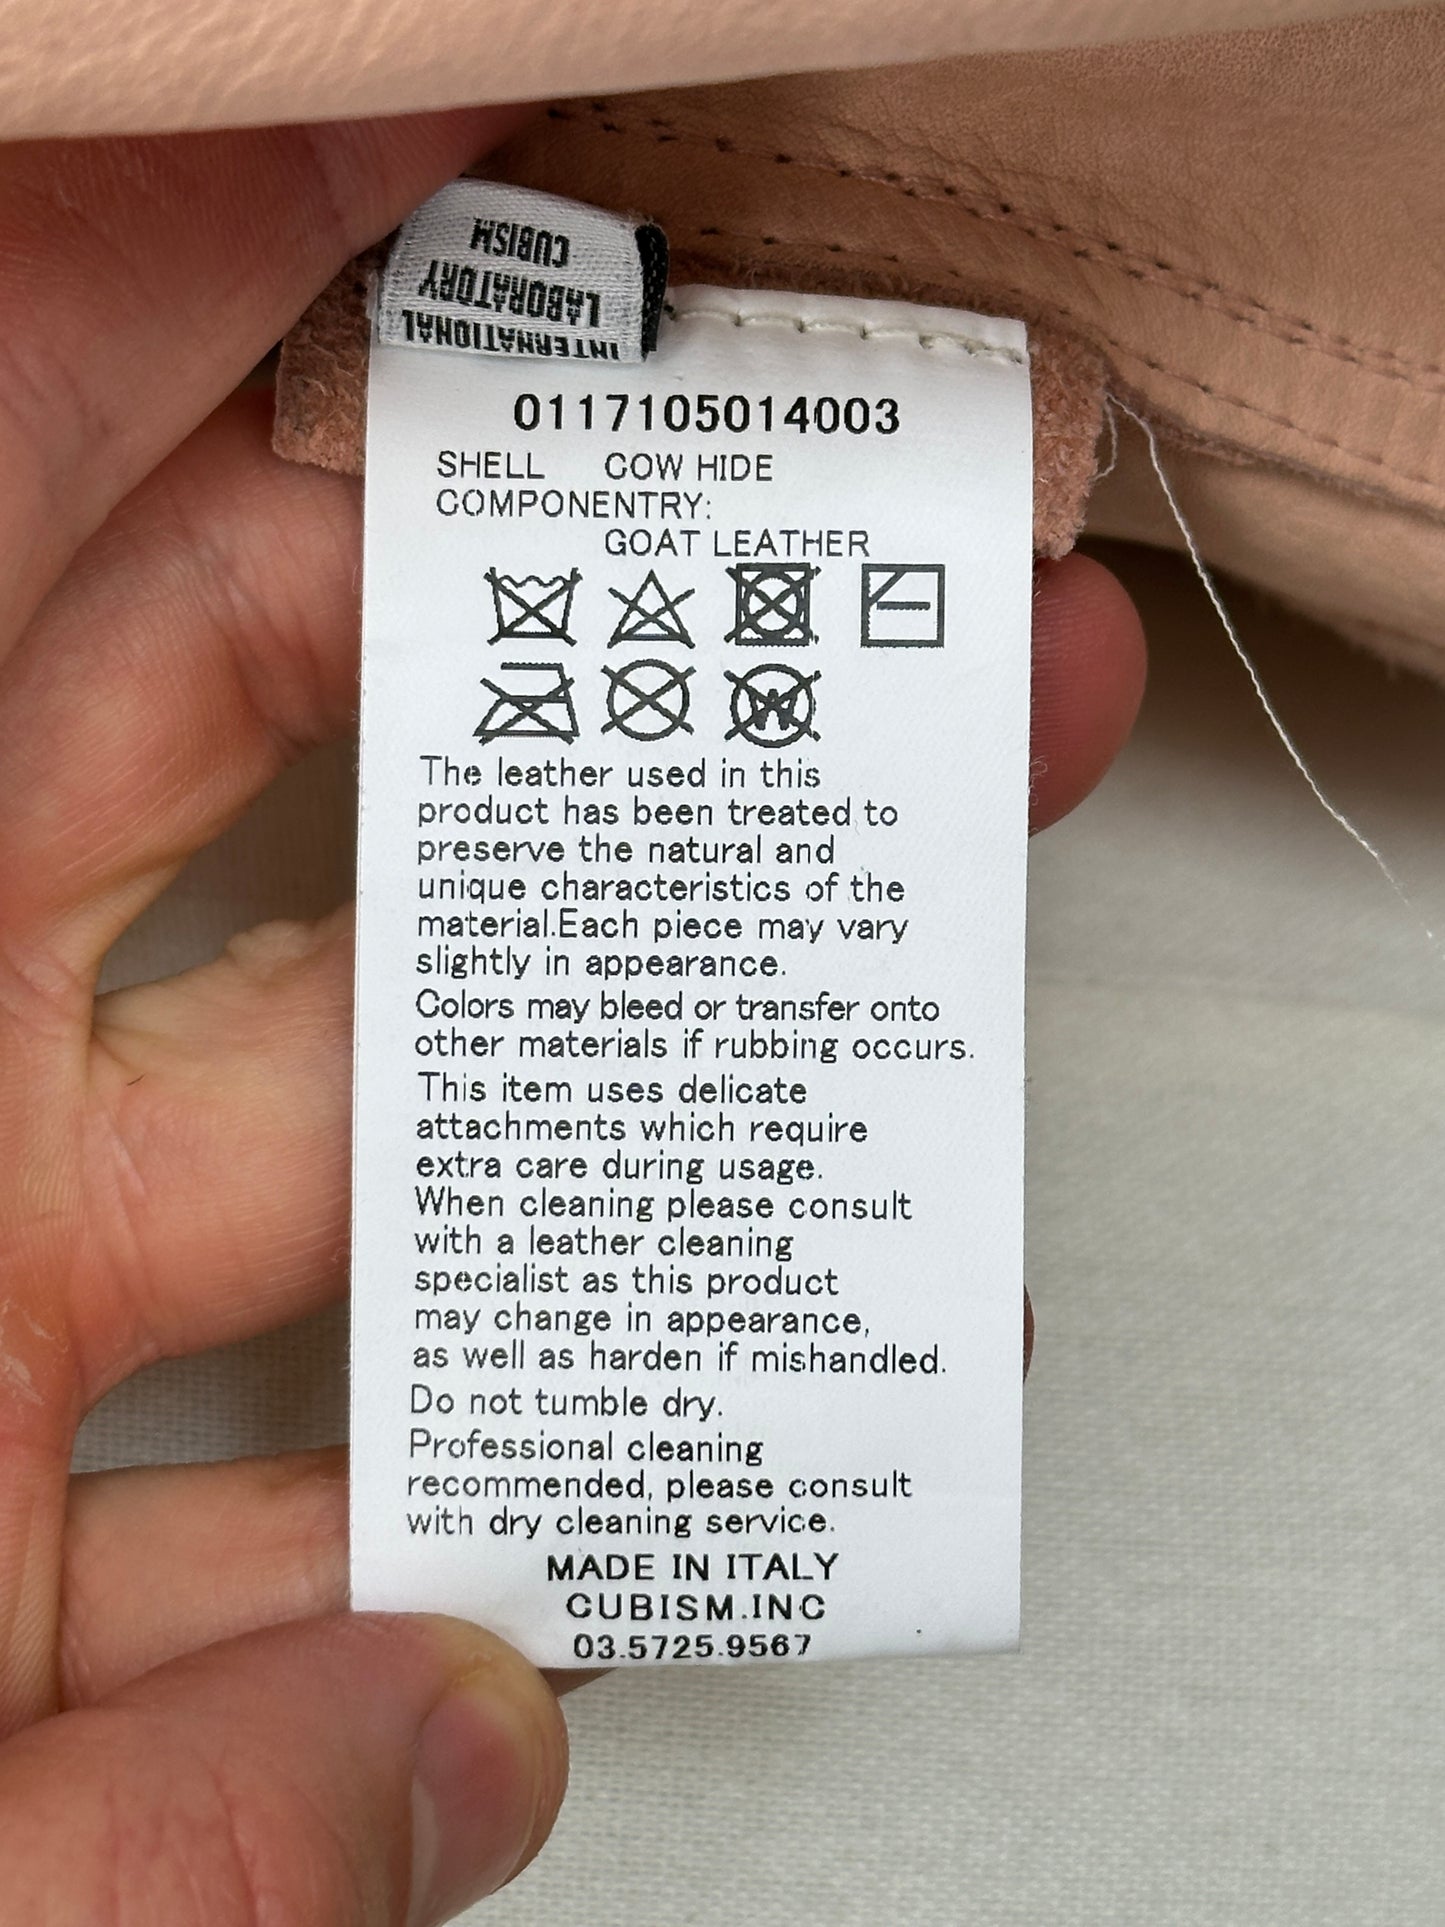 INTERNATIONAL
LABORATORY
CUBISM
0117105014003
SHELL COW HIDE
COMPONENTRY:
GOAT LEATHER
W
The leather used in this
product has been treated to
preserve the natural and
unique characteristics of the
material.Each piece may vary
slightly in appearance.
Colors may bleed or transfer onto
other materials if rubbing occurs.
This item uses delicate
attachments which require
extra care during usage.
When cleaning please consult
with a leather cleaning
specialist as this product
may change in appearance,
as well as harden if mishandled.
Do not tumble dry.
Professional cleaning
recommended, please consult
with dry cleaning service.
MADE IN ITALY
CUBISM.INC
03.5725.9567